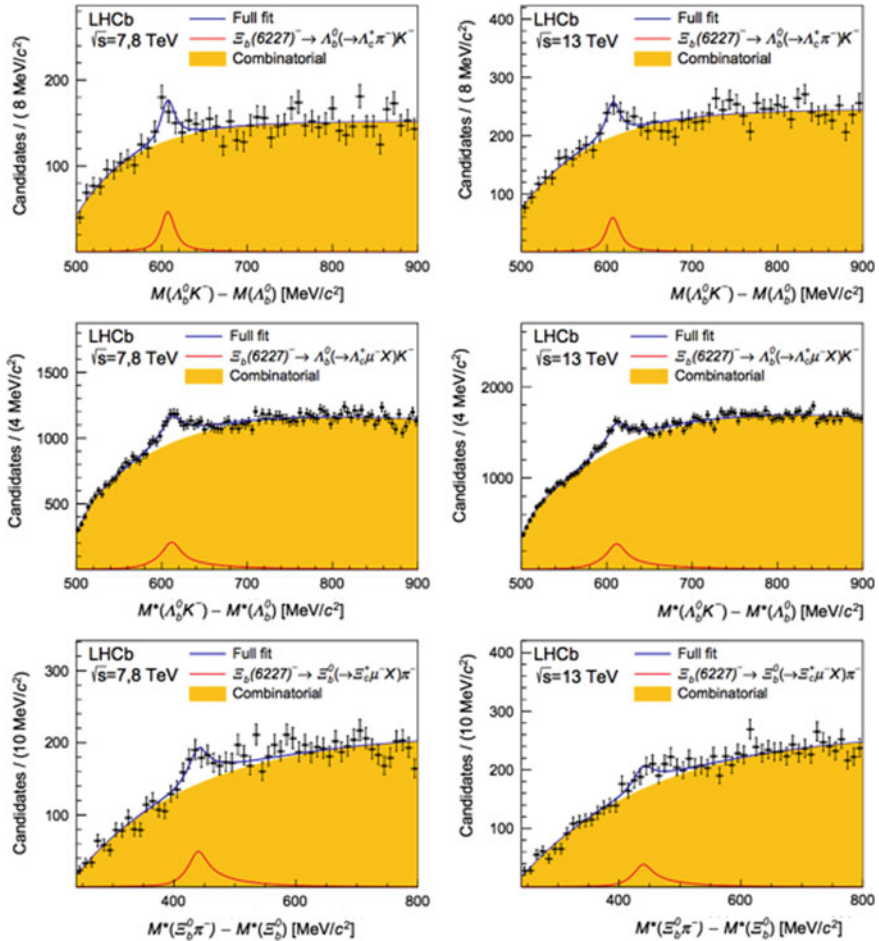 LHCb
√s=7,8 TeV
Full fit
Ξb(6227)⁻ → Λb⁰(→Λc⁺π⁻)K⁻
Combinatorial
Candidates / ( 8 MeV/c²)
200
100
500 600 700 800 900
M(Λb⁰K⁻) − M(Λb⁰) [MeV/c²]
LHCb
√s=13 TeV
Full fit
Ξb(6227)⁻ → Λb⁰(→Λc⁺π⁻)K⁻
Combinatorial
Candidates / ( 8 MeV/c²)
400
300
200
100
500 600 700 800 900
M(Λb⁰K⁻) − M(Λb⁰) [MeV/c²]
LHCb
√s=7,8 TeV
Full fit
Ξb(6227)⁻ → Λb⁰(→Λc⁺μ⁻X)K⁻
Combinatorial
Candidates / (4 MeV/c²)
1500
1000
500
500 600 700 800 900
M*(Λb⁰K⁻) − M*(Λb⁰) [MeV/c²]
LHCb
√s=13 TeV
Full fit
Ξb(6227)⁻ → Λb⁰(→Λc⁺μ⁻X)K⁻
Combinatorial
Candidates / (4 MeV/c²)
2000
1000
500 600 700 800 900
M*(Λb⁰K⁻) − M*(Λb⁰) [MeV/c²]
LHCb
√s=7,8 TeV
Full fit
Ξb(6227)⁻ → Ξb⁰(→Ξc⁺μ⁻X)π⁻
Combinatorial
Candidates / (10 MeV/c²)
300
200
100
400 600 800
M*(Ξb⁰π⁻) − M*(Ξb⁰) [MeV/c²]
LHCb
√s=13 TeV
Full fit
Ξb(6227)⁻ → Ξb⁰(→Ξc⁺μ⁻X)π⁻
Combinatorial
Candidates / (10 MeV/c²)
400
300
200
100
400 600 800
M*(Ξb⁰π⁻) − M*(Ξb⁰) [MeV/c²]